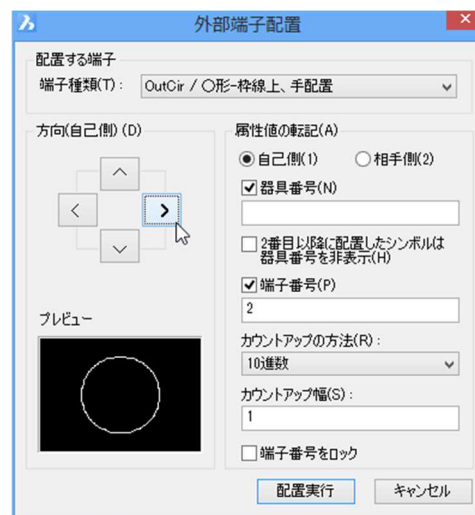 外部端子配置
配置する端子
端子種類(T)： OutCir / ○形-枠線上、手配置
方向(自己側) (D)
プレビュー
属性値の転記(A)
自己側(1) 相手側(2)
器具番号(N)
2番目以降に配置したシンボルは
器具番号を非表示(H)
端子番号(P)
2
カウントアップの方法(R)：
10進数
カウントアップ幅(S)：
1
端子番号をロック
配置実行 キャンセル